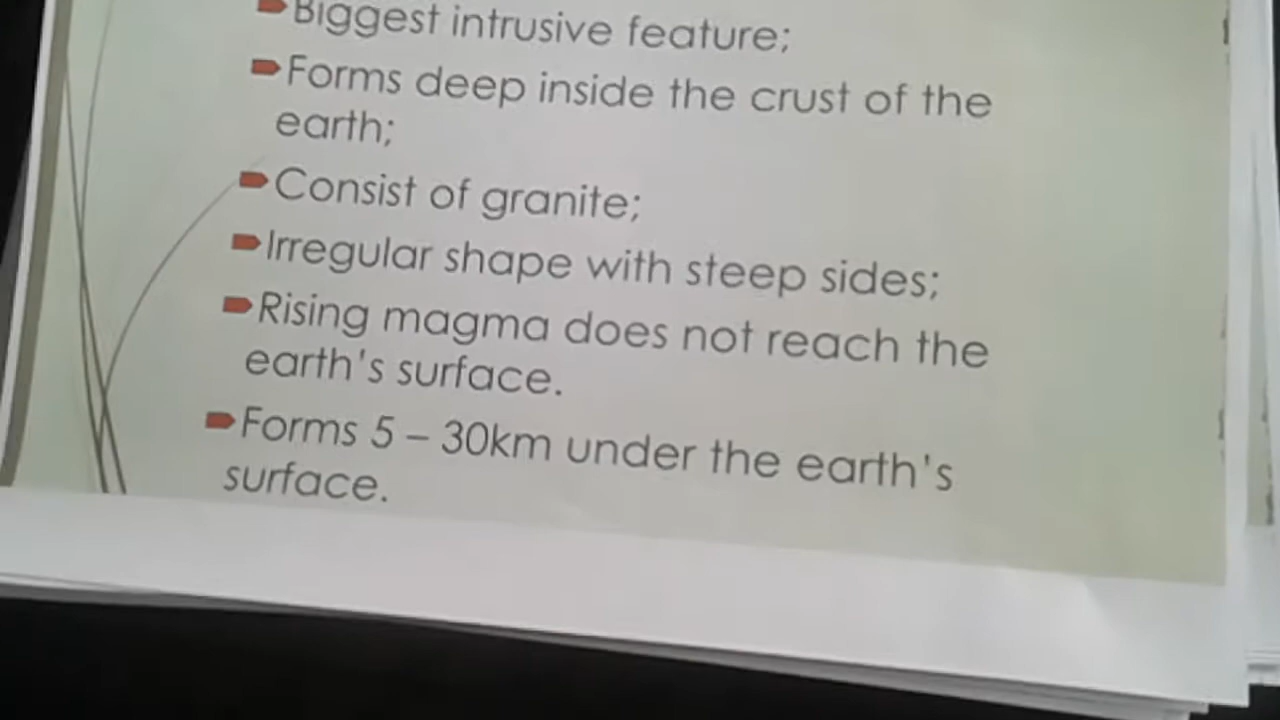 Biggest intrusive feature;
Forms deep inside the crust of the
earth;
Consist of granite;
Irregular shape with steep sides;
Rising magma does not reach the
earth's surface.
Forms 5 – 30km under the earth's
surface.